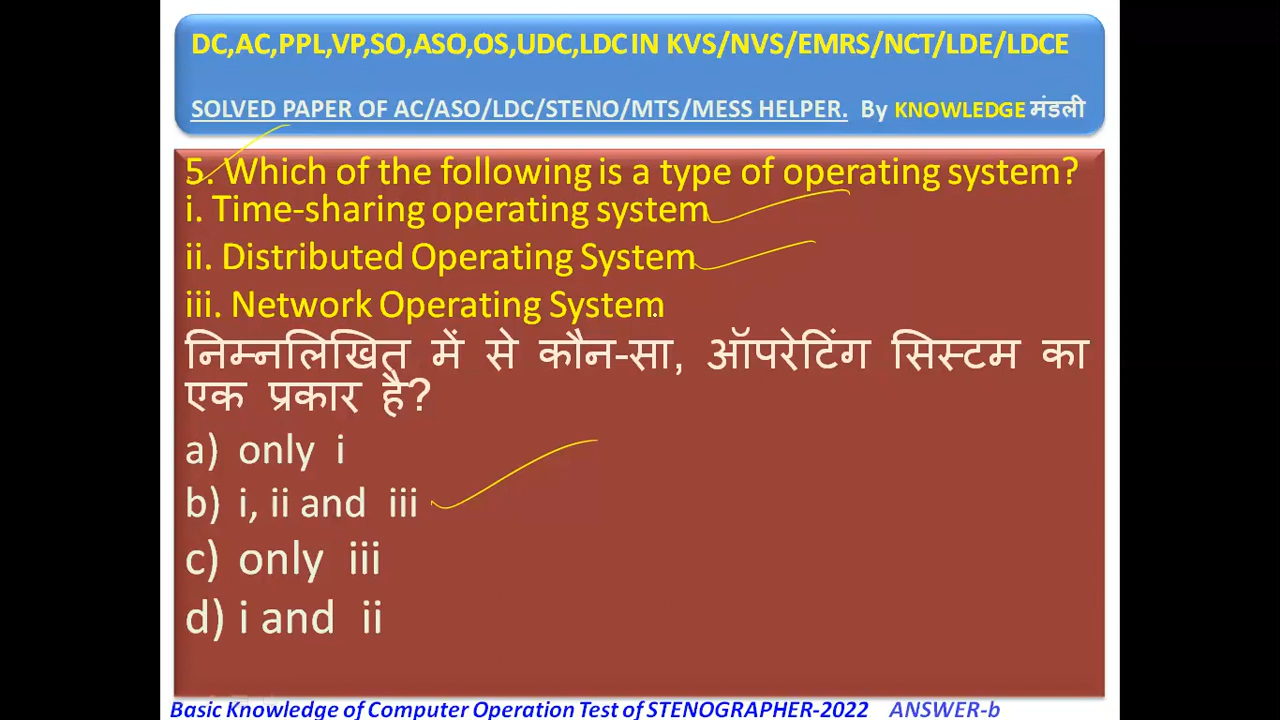 DC,AC,PPL,VP,SO,ASO,OS,UDC,LDC IN KVS/NVS/EMRS/NCT/LDE/LDCE
SOLVED PAPER OF AC/ASO/LDC/STENO/MTS/MESS HELPER. By KNOWLEDGE मंडली
5. Which of the following is a type of operating system?
i. Time-sharing operating system
ii. Distributed Operating System
iii. Network Operating System
निम्नलिखित में से कौन-सा, ऑपरेटिंग सिस्टम का
एक प्रकार है?
a) only i
b) i, ii and iii
c) only iii
d) i and ii
Basic Knowledge of Computer Operation Test of STENOGRAPHER-2022 ANSWER-b